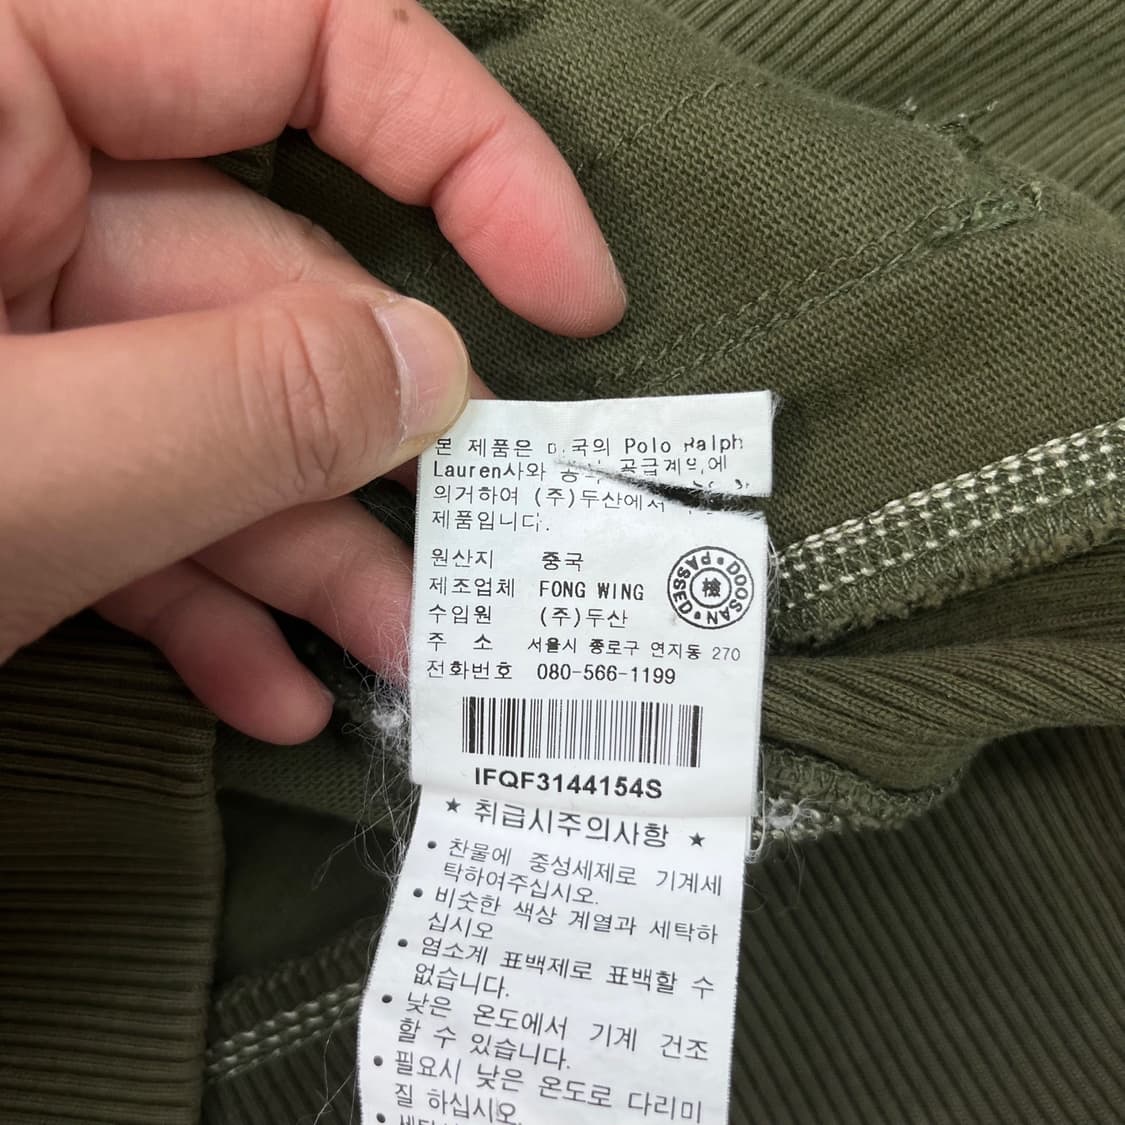 본 제품은 미국의 Polo Ralph
Lauren사와 공급계약에
의거하여 (주)두산에서
제품입니다.
원산지 중국
제조업체 FONG WING
수입원 (주)두산
주 소 서울시 종로구 연지동 270
전화번호 080-566-1199
DOOSAN PASSED 檢
IFQF3144154S
★ 취급시주의사항 ★
• 찬물에 중성세제로 기계세
탁하여주십시오.
• 비슷한 색상 계열과 세탁하
십시오
• 염소계 표백제로 표백할 수
없습니다.
• 낮은 온도에서 기계 건조
할 수 있습니다.
• 필요시 낮은 온도로 다리미
질 하십시오.